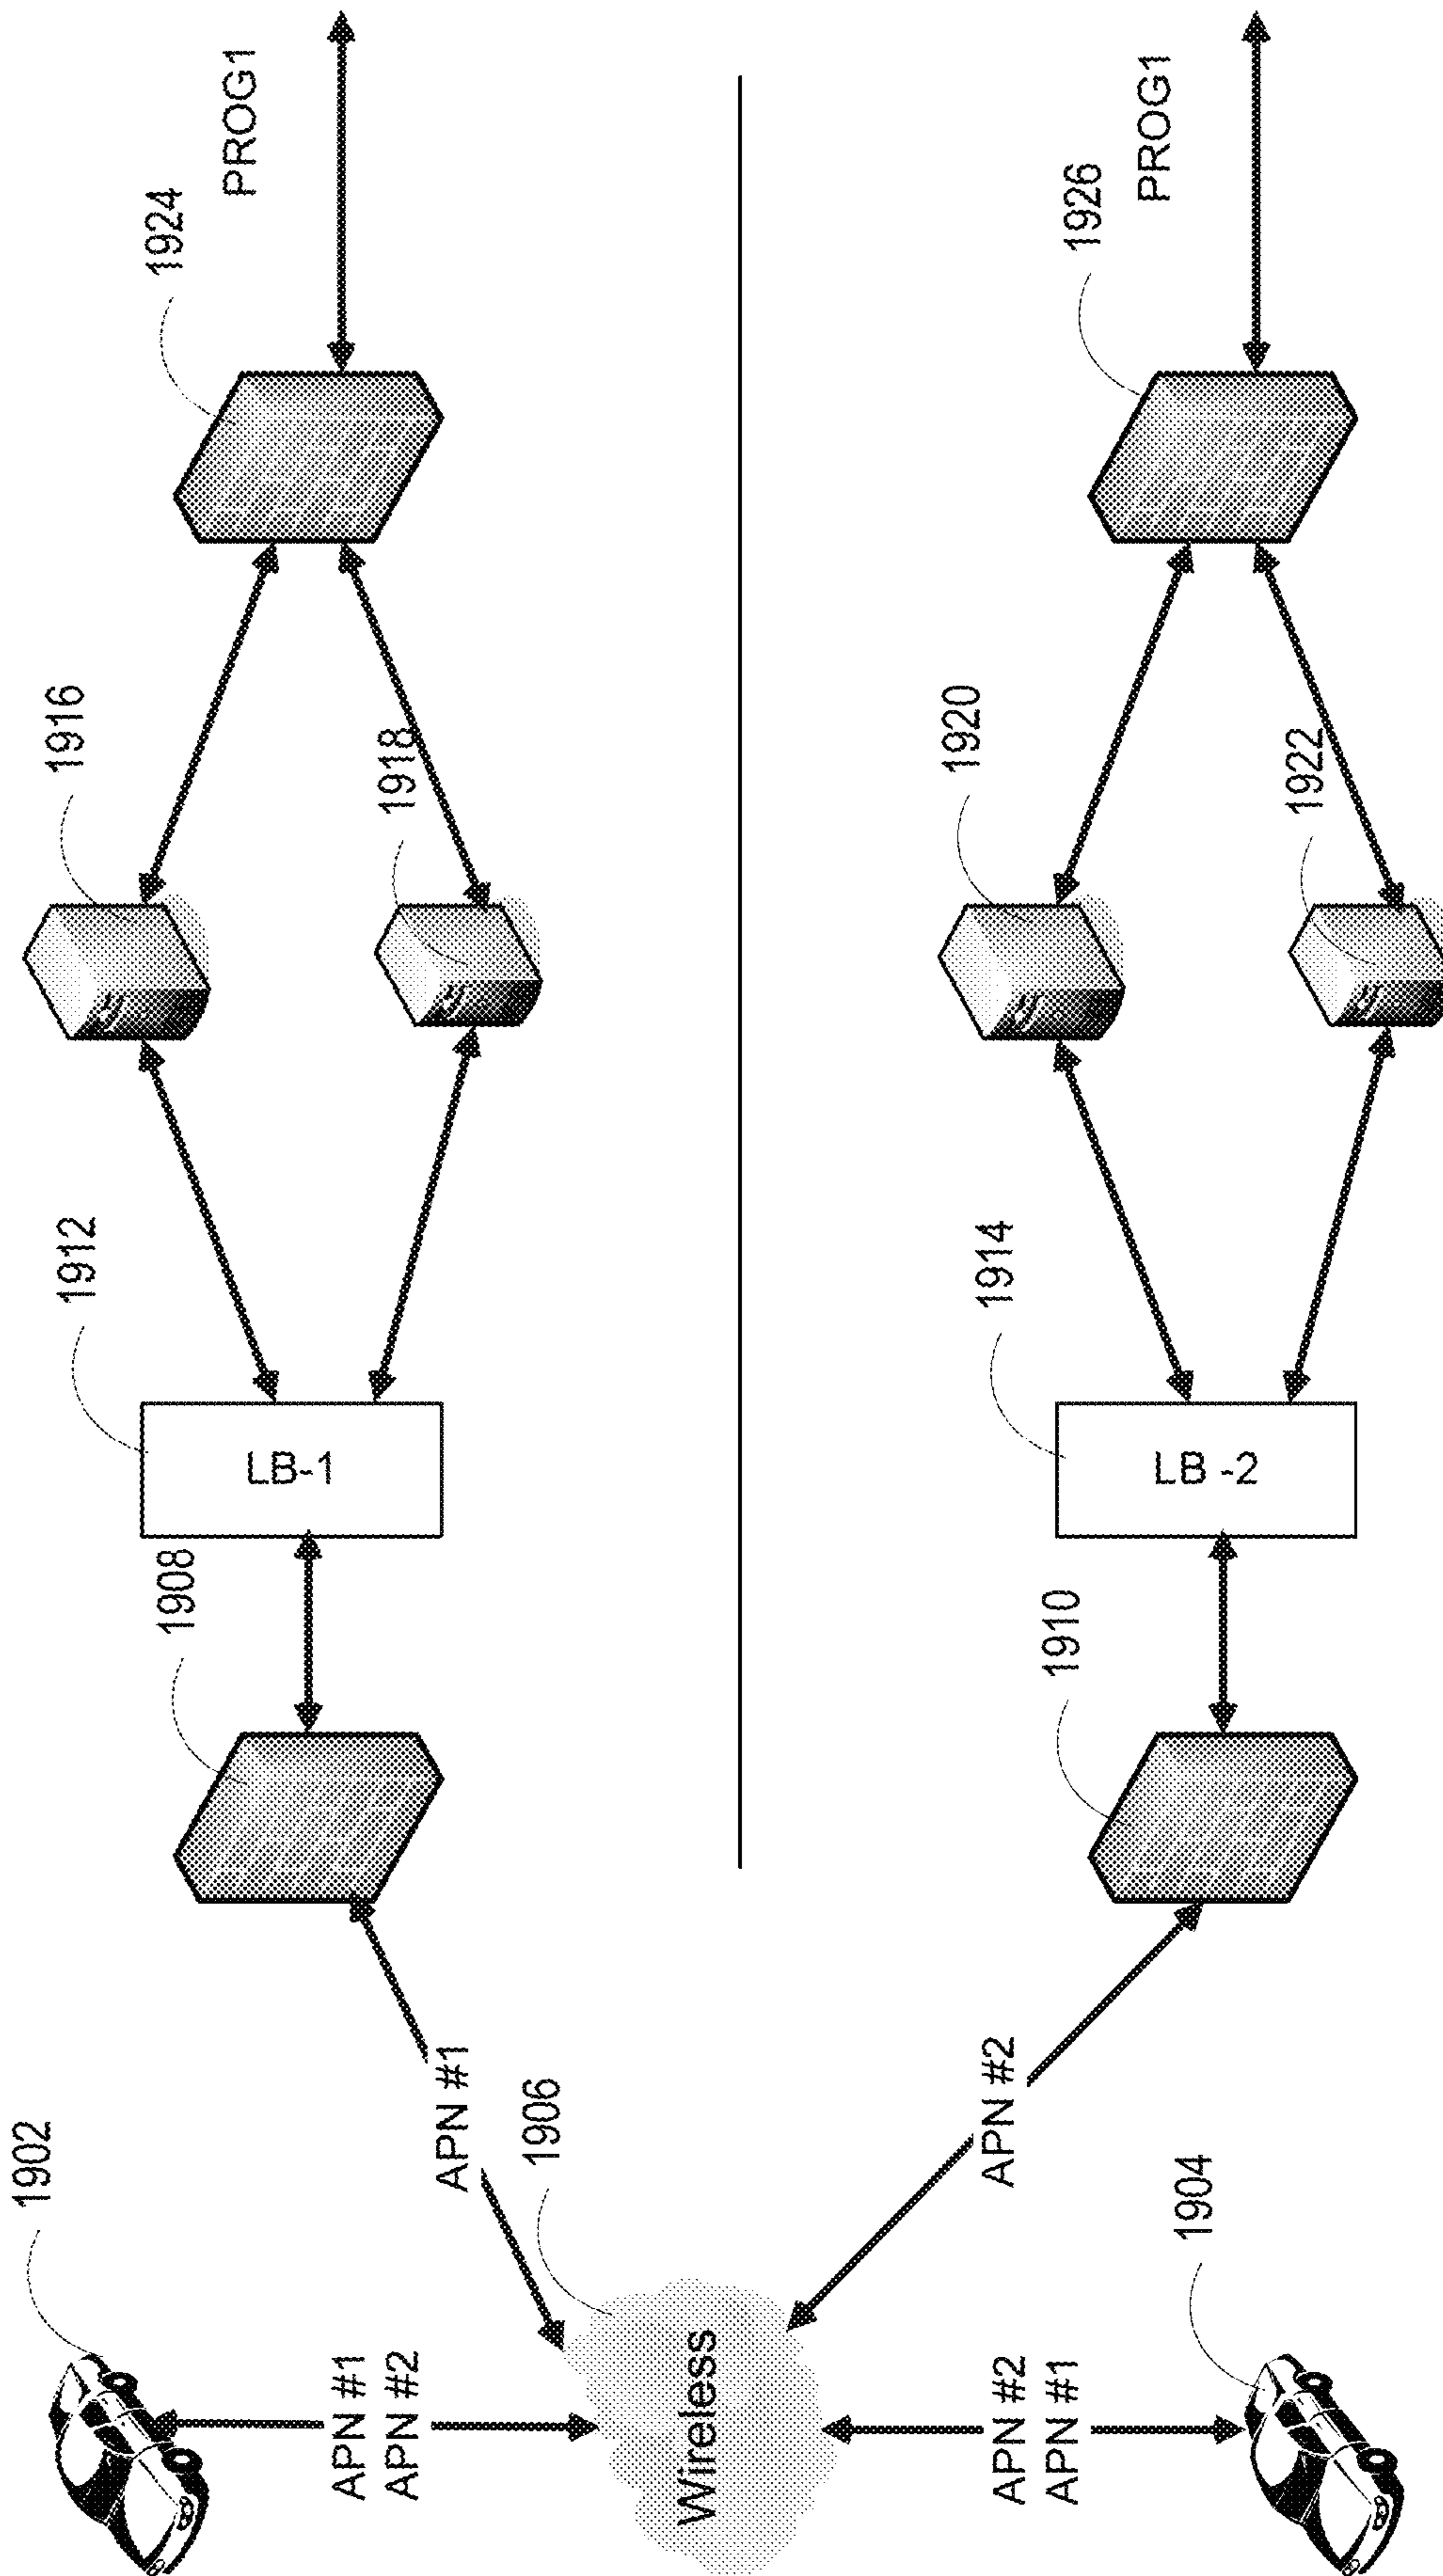 1902
APN #1
APN #2
Wireless
1906
APN #2
APN #1
1904
APN #1
1908
LB-1
1912
1916
1918
1924
PROG1
APN #2
1910
LB -2
1914
1920
1922
1926
PROG1